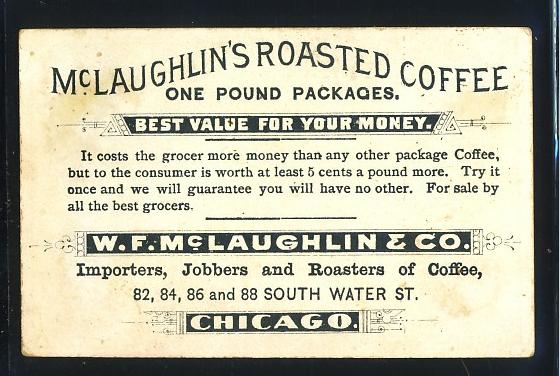 McLAUGHLIN'S ROASTED COFFEE
ONE POUND PACKAGES.
BEST VALUE FOR YOUR MONEY.
It costs the grocer more money than any other package Coffee,
but to the consumer is worth at least 5 cents a pound more. Try it
once and we will guarantee you will have no other. For sale by
all the best grocers.
W. F. McLAUGHLIN & CO.
Importers, Jobbers and Roasters of Coffee,
82, 84, 86 and 88 SOUTH WATER ST.
CHICAGO.